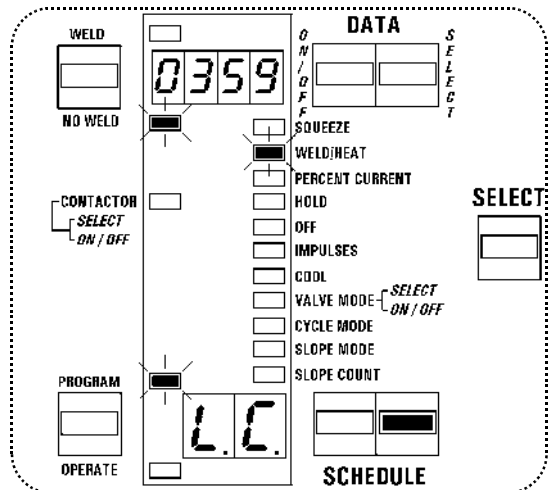 WELD
NO WELD
0359
DATA
ON/OFF
SELECT
SQUEEZE
WELD/HEAT
PERCENT CURRENT
HOLD
OFF
IMPULSES
COOL
VALVE MODE
SELECT
ON / OFF
CYCLE MODE
SLOPE MODE
SLOPE COUNT
CONTACTOR
SELECT
ON / OFF
SELECT
PROGRAM
OPERATE
L.C.
SCHEDULE